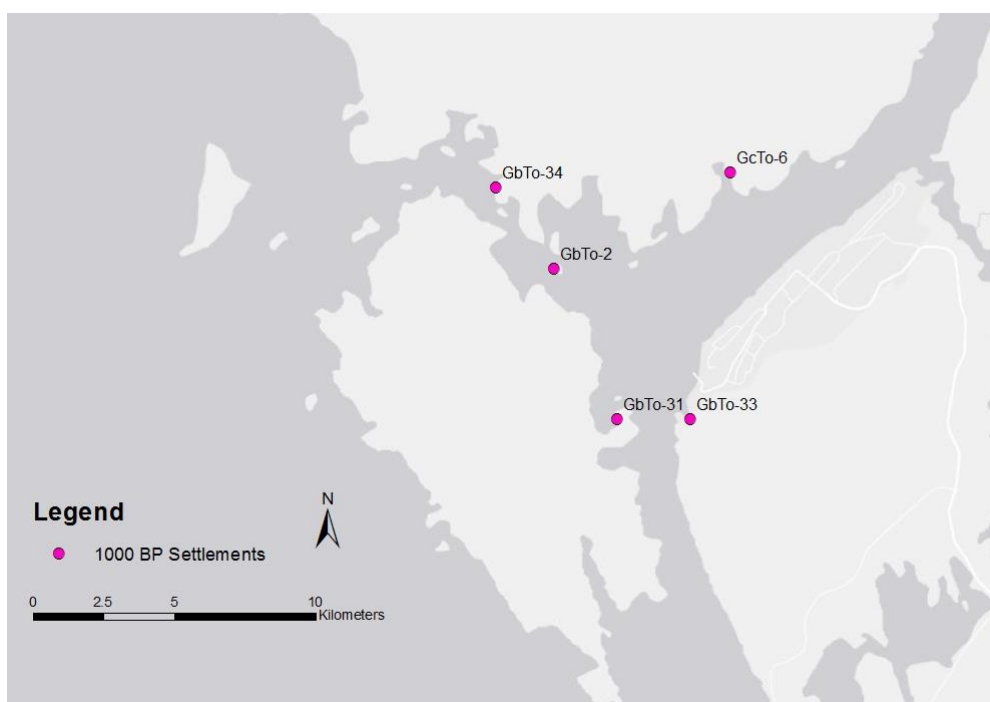 GcTo-6
GbTo-34
GbTo-2
GbTo-31 GbTo-33
N
Legend
1000 BP Settlements
0 2.5 5 10
Kilometers